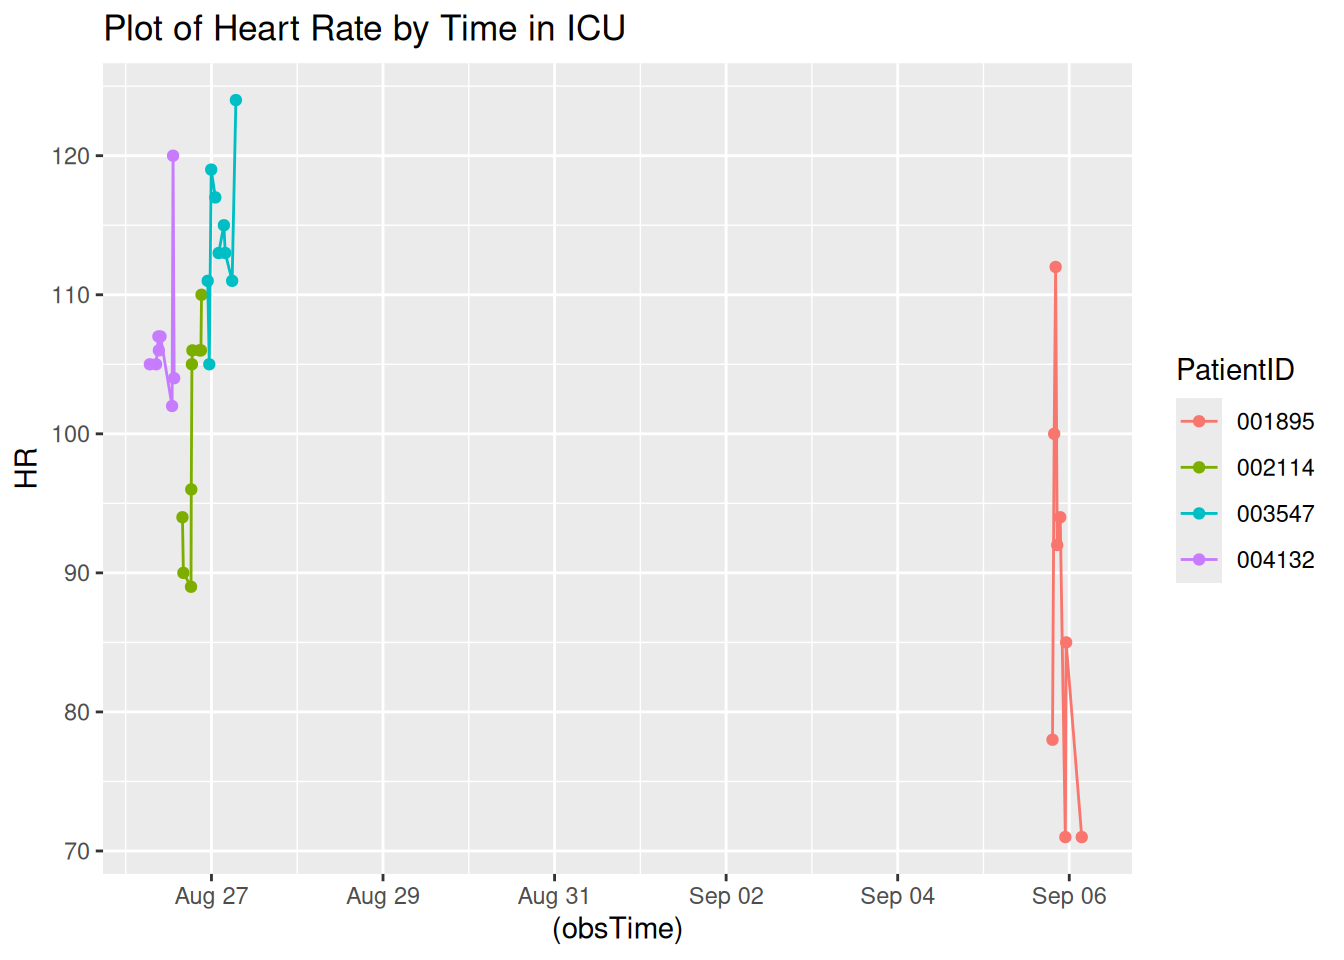 Plot of Heart Rate by Time in ICU
HR
120
110
100
90
80
70
Aug 27 Aug 29 Aug 31 Sep 02 Sep 04 Sep 06
(obsTime)
PatientID
001895
002114
003547
004132